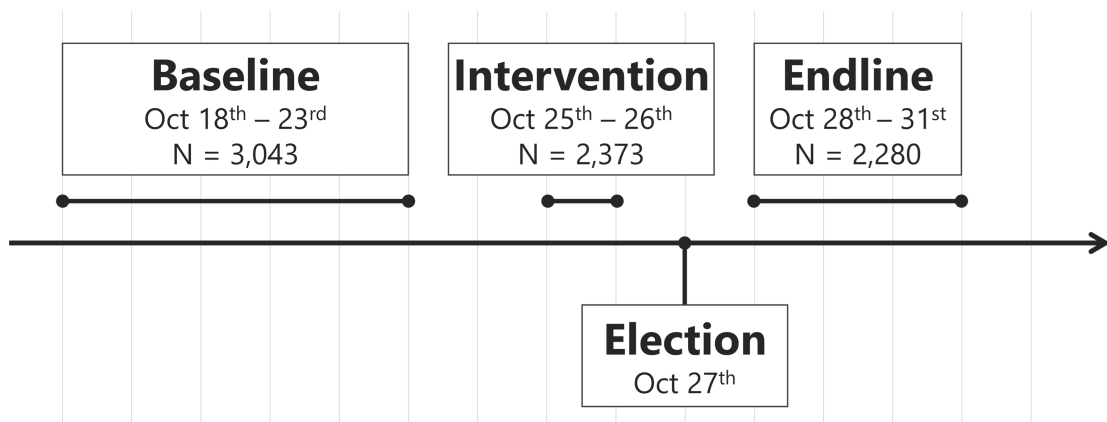 Baseline
Oct 18th – 23rd
N = 3,043
Intervention
Oct 25th – 26th
N = 2,373
Endline
Oct 28th – 31st
N = 2,280
Election
Oct 27th